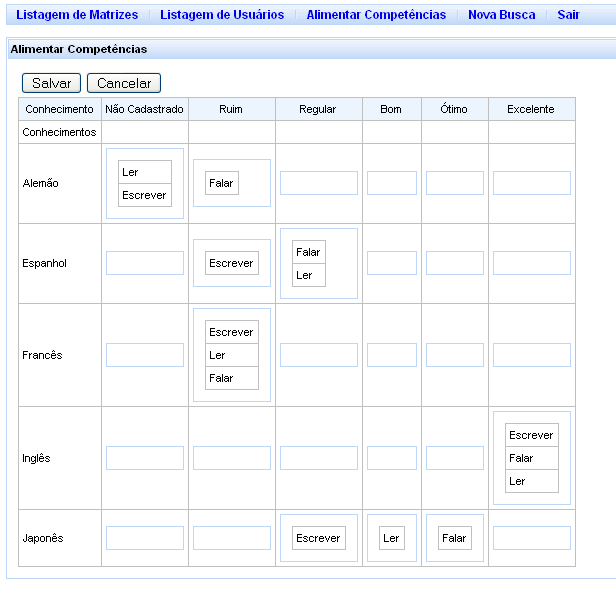 Listagem de Matrizes Listagem de Usuários Alimentar Competências Nova Busca Sair
Alimentar Competências
Salvar Cancelar
Conhecimento Não Cadastrado Ruim Regular Bom Ótimo Excelente
Conhecimentos
Alemão
Ler
Escrever
Falar
Espanhol
Escrever
Falar
Ler
Francês
Escrever
Ler
Falar
Inglês
Escrever
Falar
Ler
Japonês
Escrever
Ler
Falar